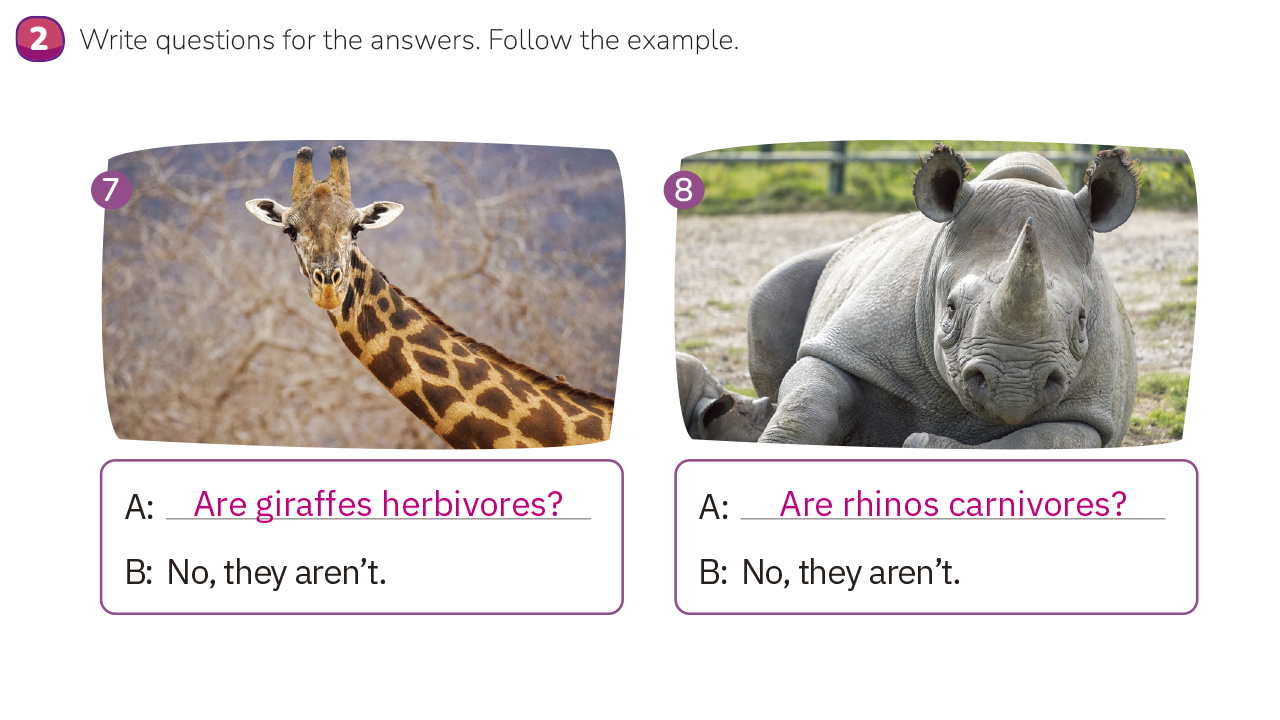 2 Write questions for the answers. Follow the example.
7
8
A: Are giraffes herbivores?
B: No, they aren't.
A: Are rhinos carnivores?
B: No, they aren't.